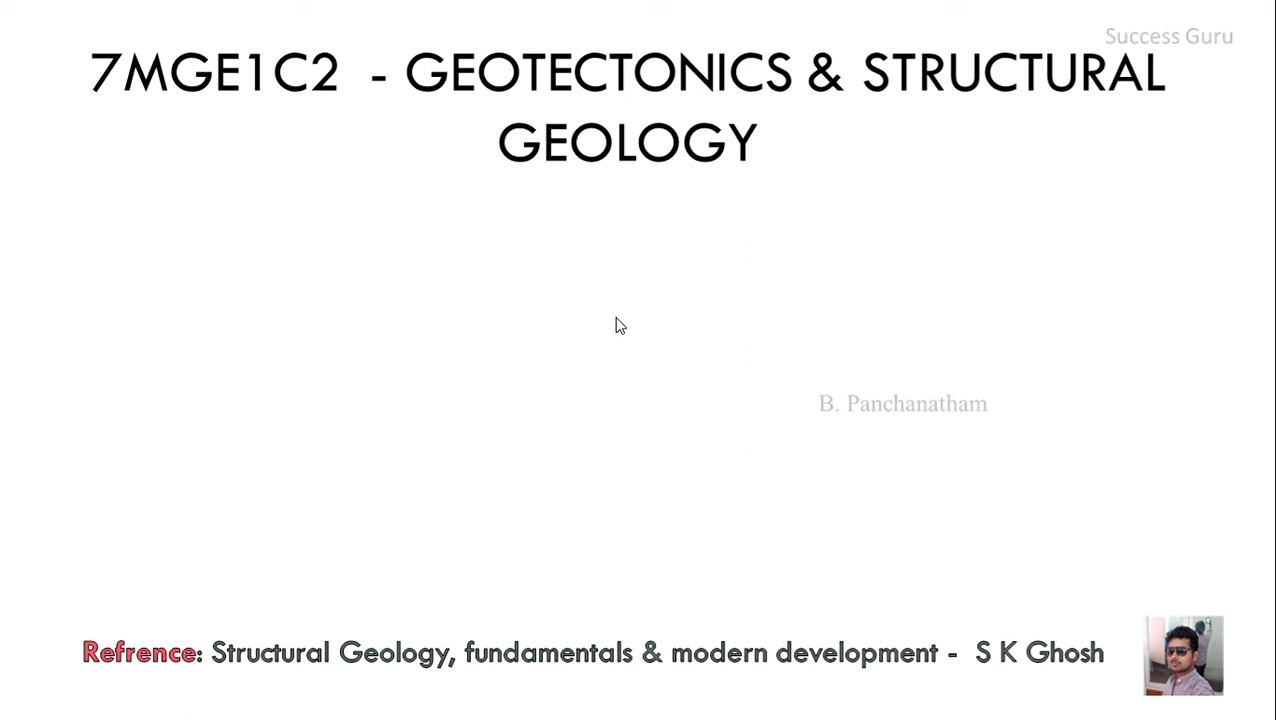 Success Guru
7MGE1C2 - GEOTECTONICS & STRUCTURAL
GEOLOGY
B. Panchanatham
Refrence: Structural Geology, fundamentals & modern development - S K Ghosh